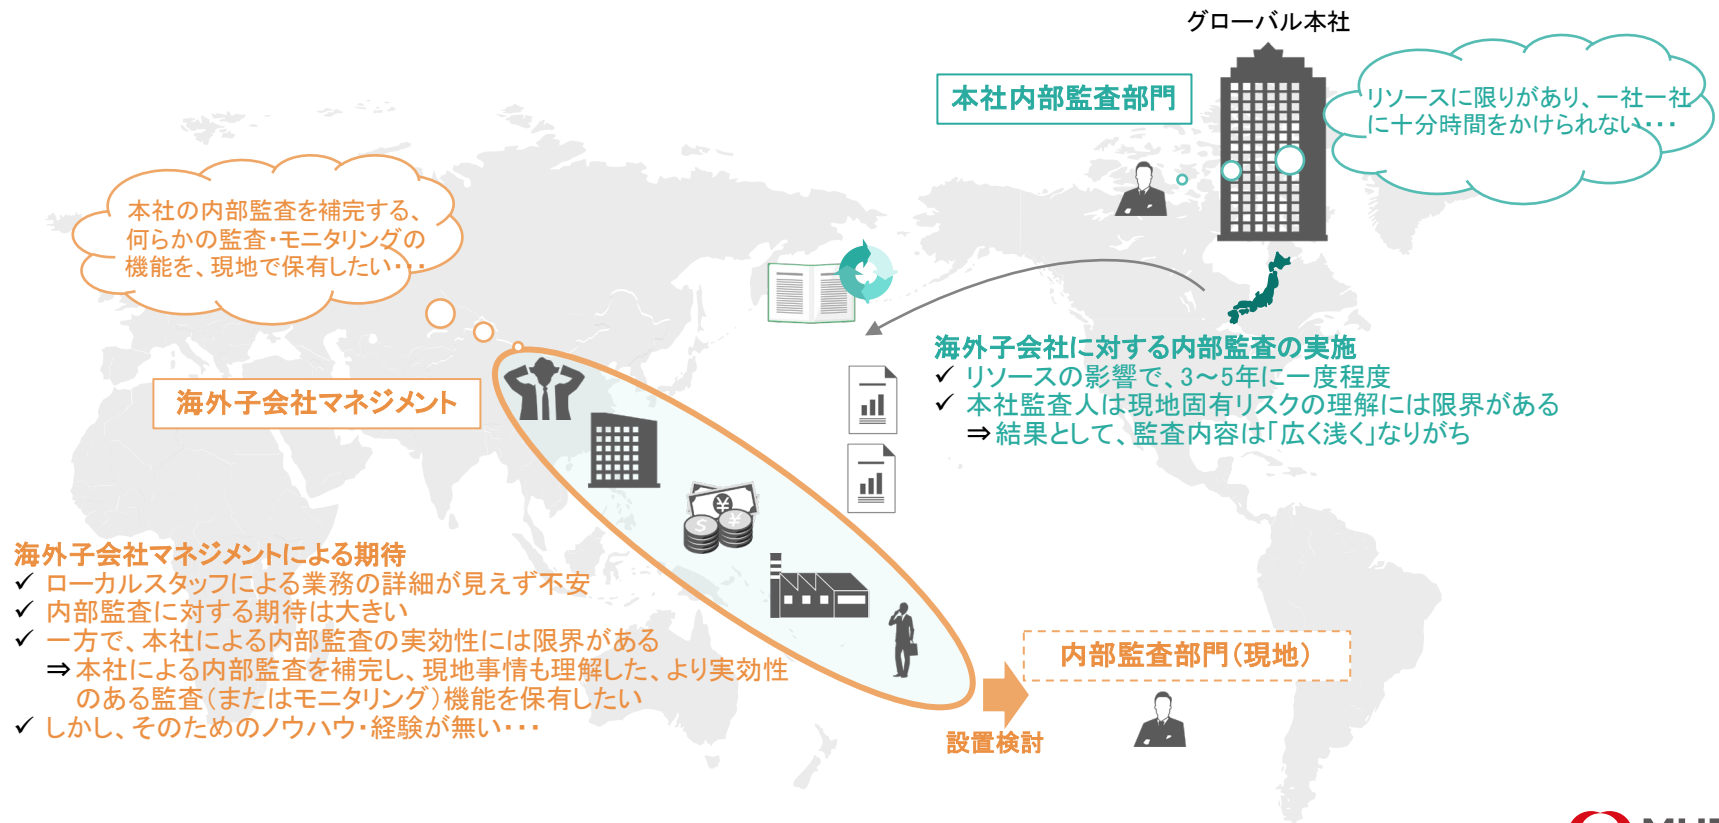 グローバル本社
本社内部監査部門
リソースに限りがあり、一社一社
に十分時間をかけられない・・・
本社の内部監査を補完する、
何らかの監査・モニタリングの
機能を、現地で保有したい・・・
海外子会社マネジメント
海外子会社に対する内部監査の実施
✓ リソースの影響で、3～5年に一度程度
✓ 本社監査人は現地固有リスクの理解には限界がある
⇒結果として、監査内容は「広く浅く」なりがち
海外子会社マネジメントによる期待
✓ ローカルスタッフによる業務の詳細が見えず不安
✓ 内部監査に対する期待は大きい
✓ 一方で、本社による内部監査の実効性には限界がある
⇒本社による内部監査を補完し、現地事情も理解した、より実効性
のある監査（またはモニタリング）機能を保有したい
✓ しかし、そのためのノウハウ・経験が無い・・・
内部監査部門（現地）
設置検討